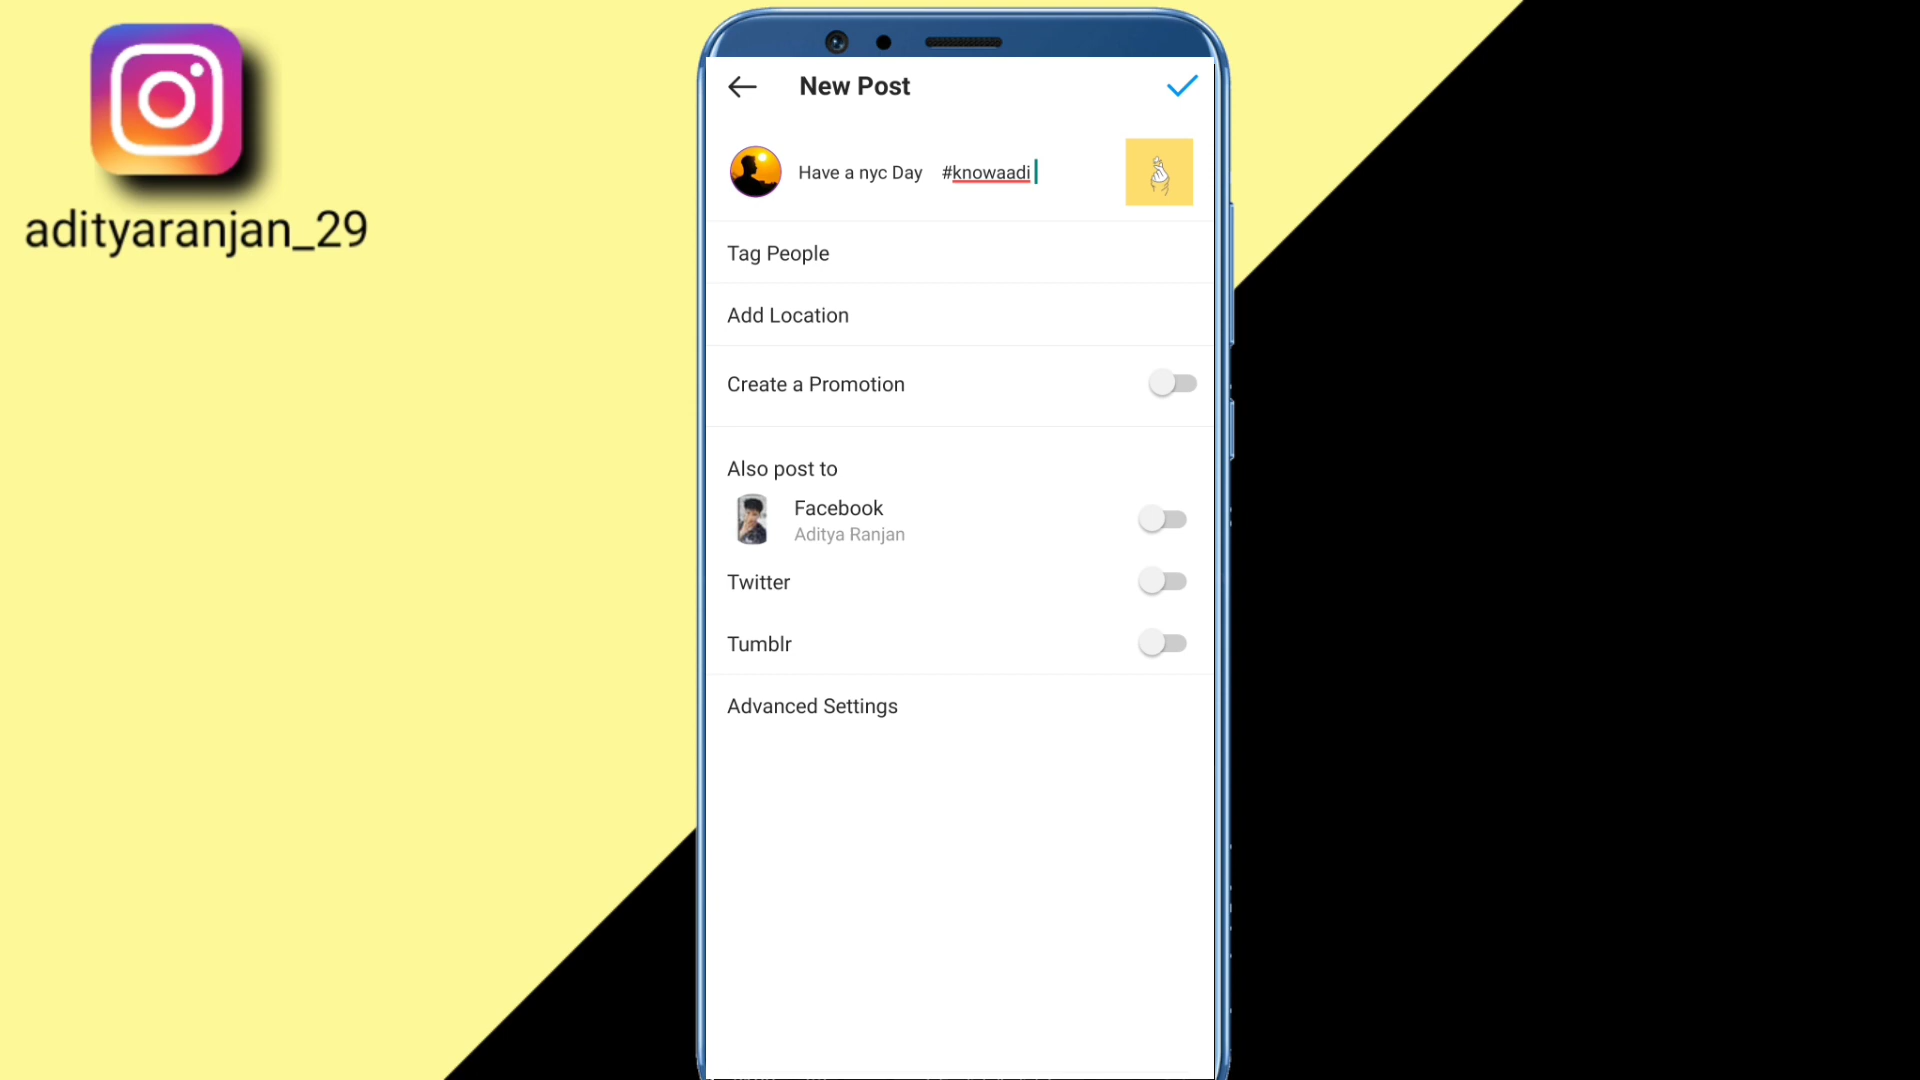 adityaranjan_29
New Post
Have a nyc Day #knowaadi
Tag People
Add Location
Create a Promotion
Also post to
Facebook
Aditya Ranjan
Twitter
Tumblr
Advanced Settings